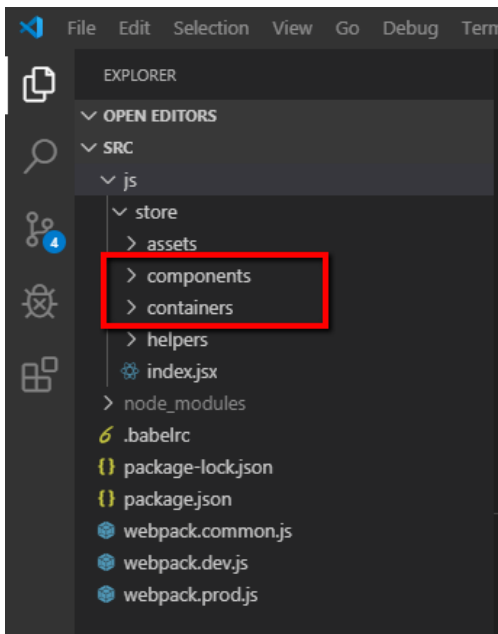 File Edit Selection View Go Debug
EXPLORER
OPEN EDITORS
SRC
js
store
assets
components
containers
helpers
index.jsx
node_modules
.babelrc
{} package-lock.json
{} package.json
webpack.common.js
webpack.dev.js
webpack.prod.js
4